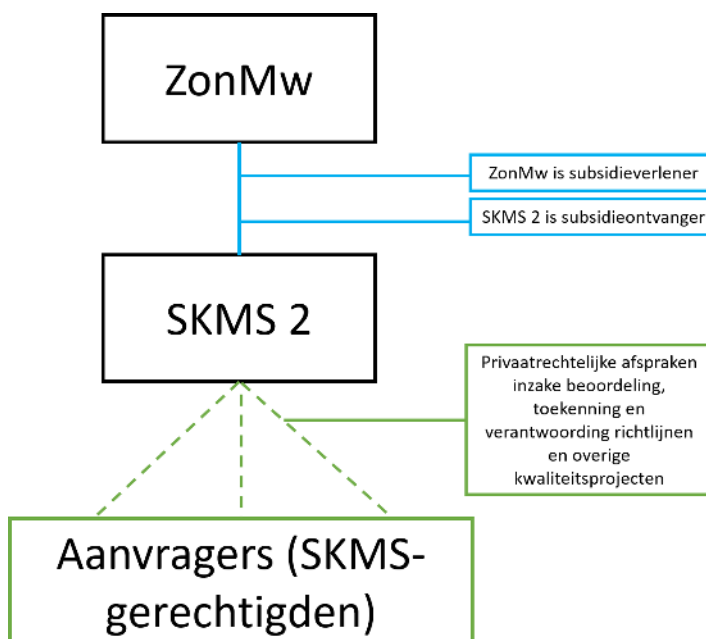 ZonMw
ZonMw is subsidieverlener
SKMS 2 is subsidieontvanger
SKMS 2
Privaatrechtelijke afspraken
inzake beoordeling,
toekenning en
verantwoording richtlijnen
en overige
kwaliteitsprojecten
Aanvragers (SKMS-
gerechtigden)